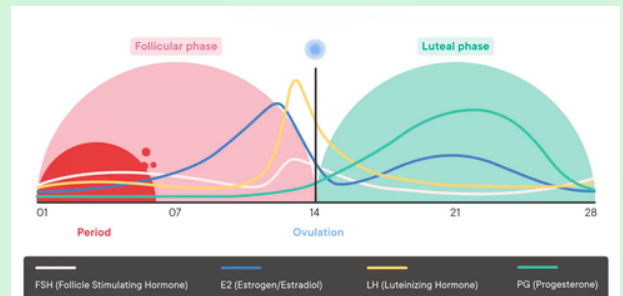 Follicular phase
Luteal phase
01 07 14 21 28
Period
Ovulation
FSH (Follicle Stimulating Hormone) E2 (Estrogen/Estradiol) LH (Luteinizing Hormone) PG (Progesterone)